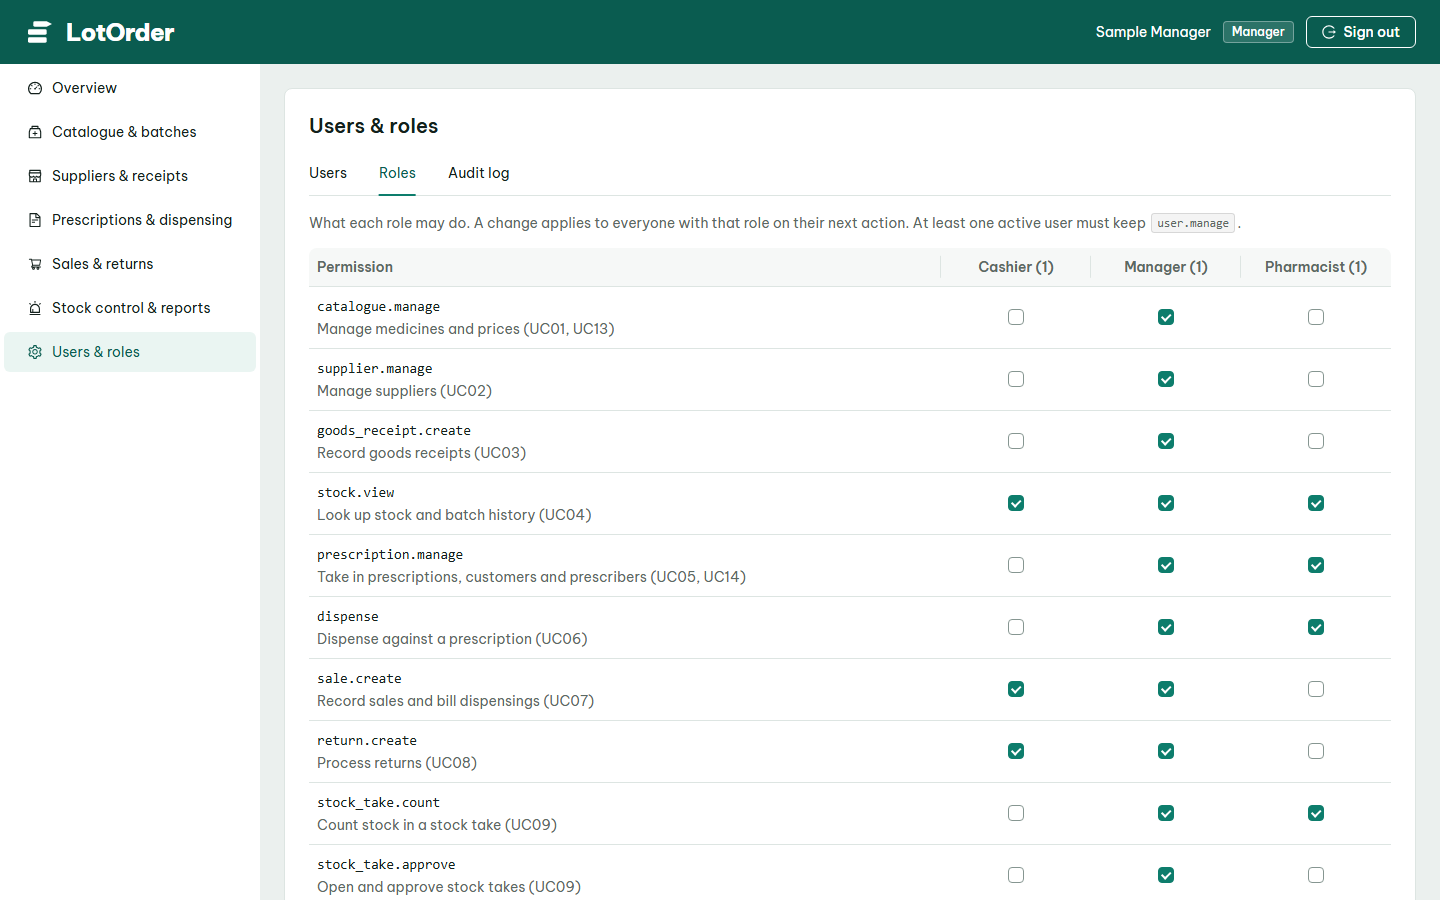 LotOrder
Sample Manager
Manager
Sign out
Overview
Catalogue & batches
Suppliers & receipts
Prescriptions & dispensing
Sales & returns
Stock control & reports
Users & roles
Users & roles
Users Roles Audit log
What each role may do. A change applies to everyone with that role on their next action. At least one active user must keep user.manage .
Permission Cashier (1) Manager (1) Pharmacist (1)
catalogue.manage
Manage medicines and prices (UC01, UC13)
supplier.manage
Manage suppliers (UC02)
goods_receipt.create
Record goods receipts (UC03)
stock.view
Look up stock and batch history (UC04)
prescription.manage
Take in prescriptions, customers and prescribers (UC05, UC14)
dispense
Dispense against a prescription (UC06)
sale.create
Record sales and bill dispensings (UC07)
return.create
Process returns (UC08)
stock_take.count
Count stock in a stock take (UC09)
stock_take.approve
Open and approve stock takes (UC09)